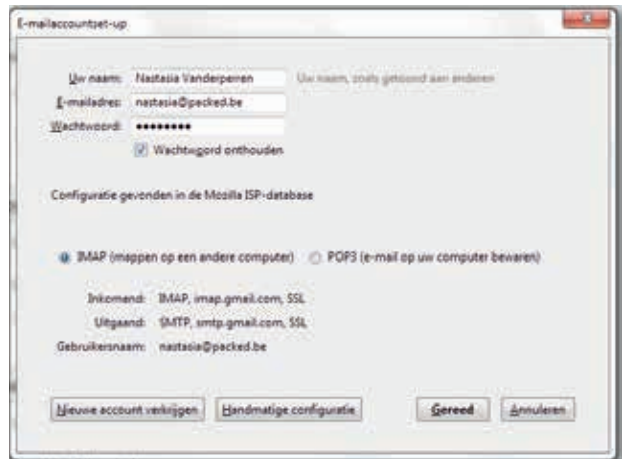 E-mailaccountset-up
Uw naam: Nastasia Vanderperren Uw naam, zoals getoond aan anderen
E-mailadres: nastasia@packed.be
Wachtwoord: ●●●●●●●●
Wachtwoord onthouden
Configuratie gevonden in de Mozilla ISP-database
IMAP (mappen op een andere computer) POP3 (e-mail op uw computer bewaren)
Inkomend: IMAP, imap.gmail.com, SSL
Uitgaand: SMTP, smtp.gmail.com, SSL
Gebruikersnaam: nastasia@packed.be
Nieuwe account verkrijgen Handmatige configuratie Gereed Annuleren